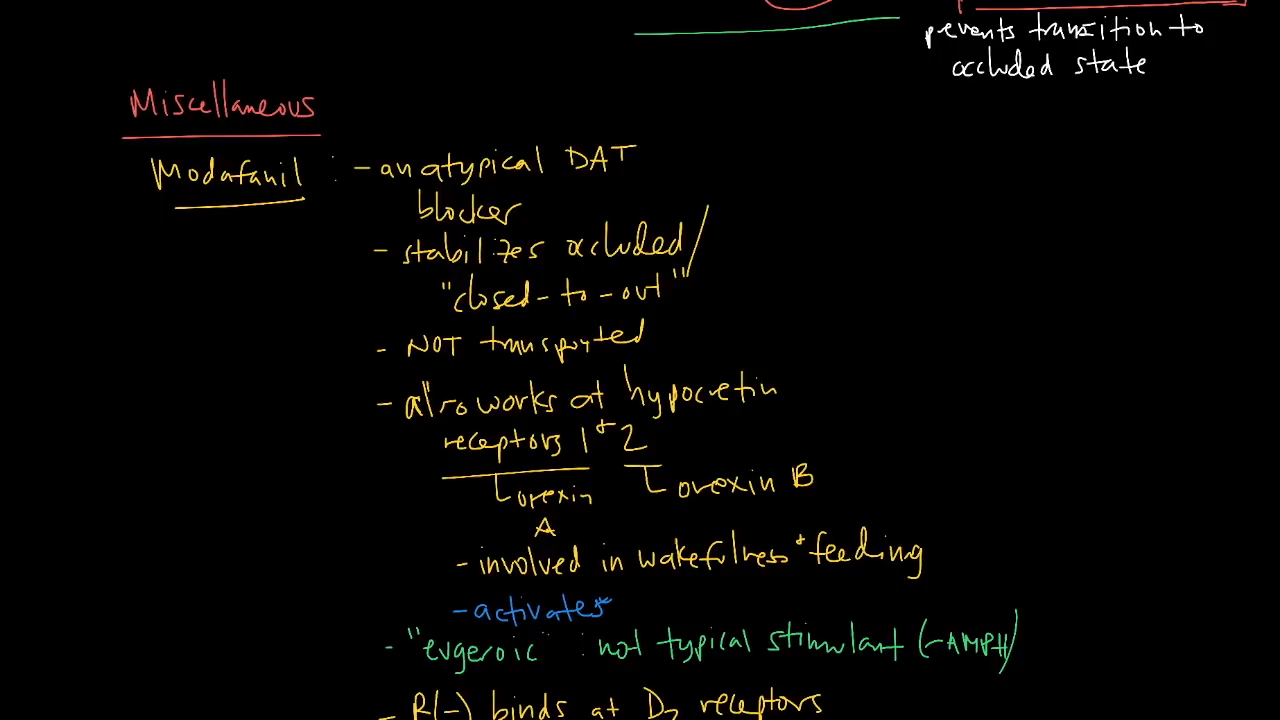 prevents transition to
occluded state
Miscellaneous
Modafanil : - an atypical DAT
blocker
- stabilizes occluded/
"closed-to-out"
- NOT transported
- also works at hypocretin
receptors 1 + 2
orexin A
orexin B
- involved in wakefulness + feeding
- activates
- "eugeroic" : not typical stimulant (-AMPH)
- R(-) binds at D2 receptors